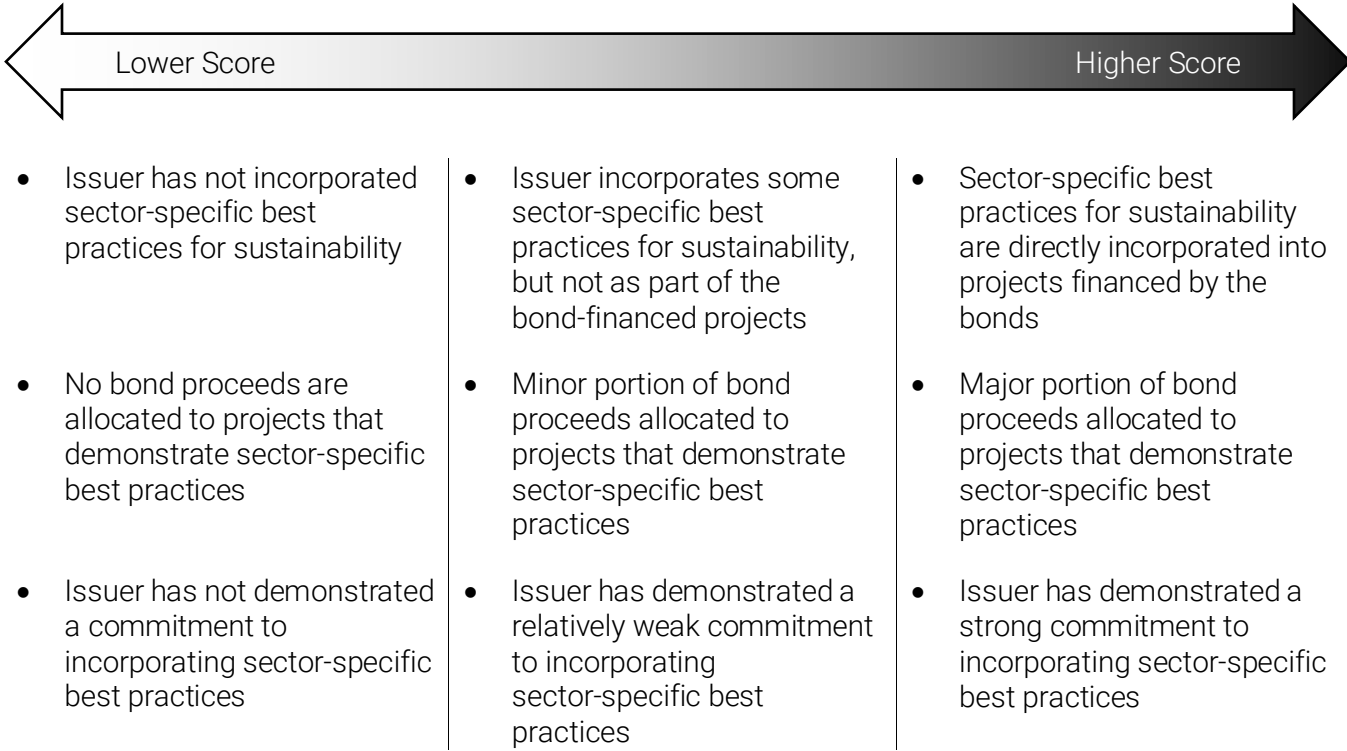 Lower Score
Higher Score
• Issuer has not incorporated
sector-specific best
practices for sustainability
• No bond proceeds are
allocated to projects that
demonstrate sector-specific
best practices
• Issuer has not demonstrated
a commitment to
incorporating sector-specific
best practices
• Issuer incorporates some
sector-specific best
practices for sustainability,
but not as part of the
bond-financed projects
• Minor portion of bond
proceeds allocated to
projects that demonstrate
sector-specific best
practices
• Issuer has demonstrated a
relatively weak commitment
to incorporating
sector-specific best
practices
• Sector-specific best
practices for sustainability
are directly incorporated into
projects financed by the
bonds
• Major portion of bond
proceeds allocated to
projects that demonstrate
sector-specific best
practices
• Issuer has demonstrated a
strong commitment to
incorporating sector-specific
best practices